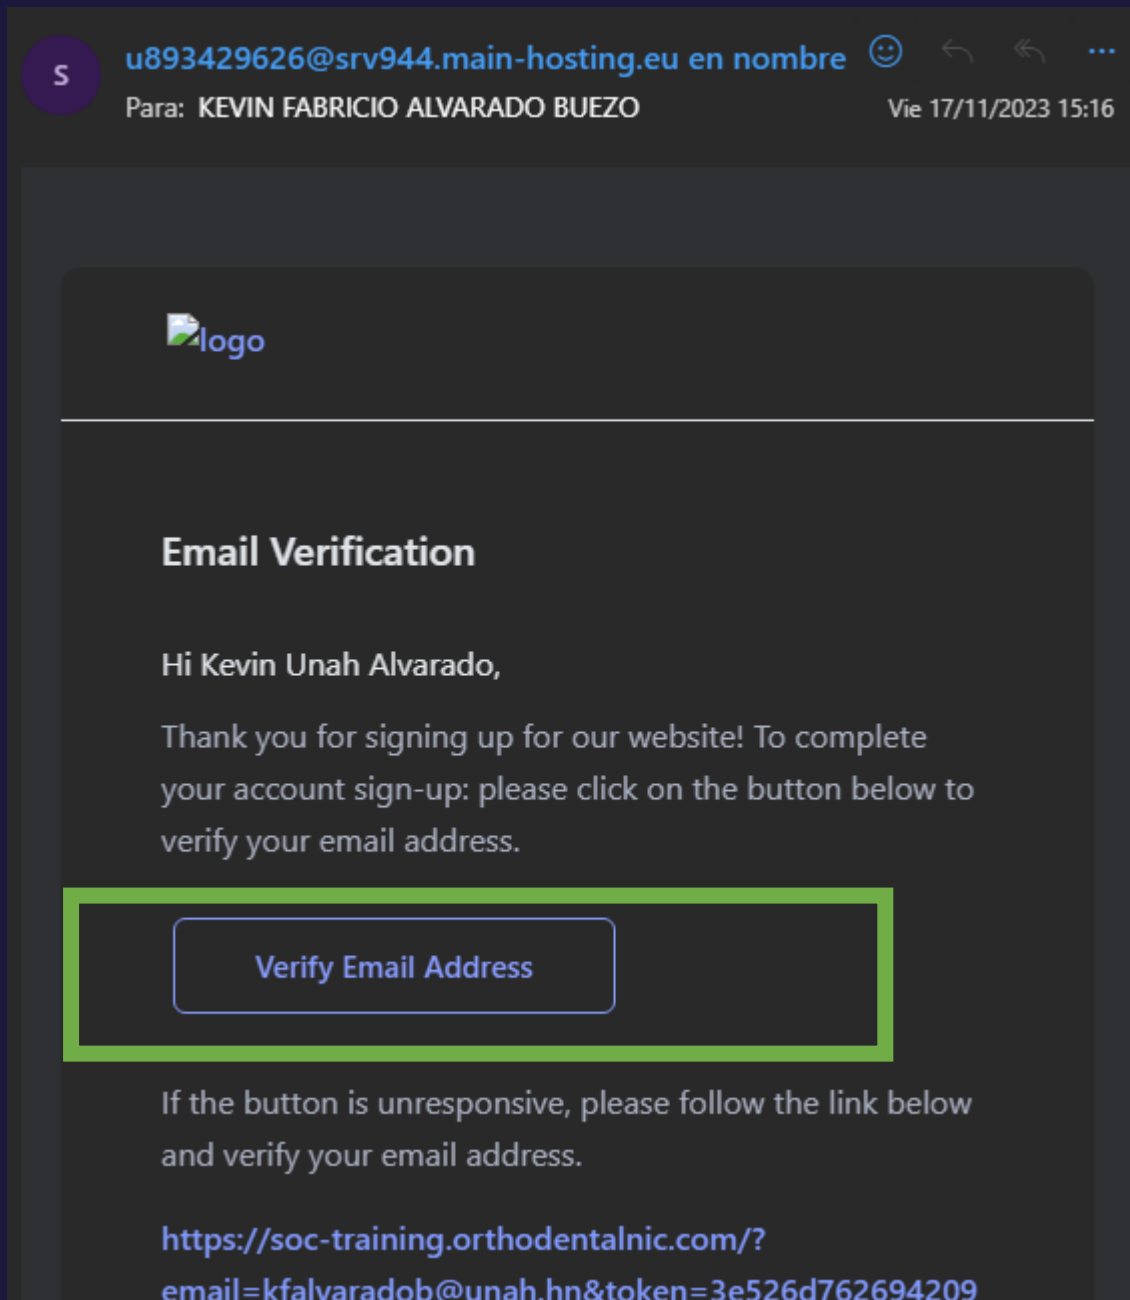 S
u893429626@srv944.main-hosting.eu en nombre
Para: KEVIN FABRICIO ALVARADO BUEZO
Vie 17/11/2023 15:16
logo
Email Verification
Hi Kevin Unah Alvarado,
Thank you for signing up for our website! To complete
your account sign-up: please click on the button below to
verify your email address.
Verify Email Address
If the button is unresponsive, please follow the link below
and verify your email address.
https://soc-training.orthodentalnic.com/?
email=kfalvaradob@unah.hn&token=3e526d762694209